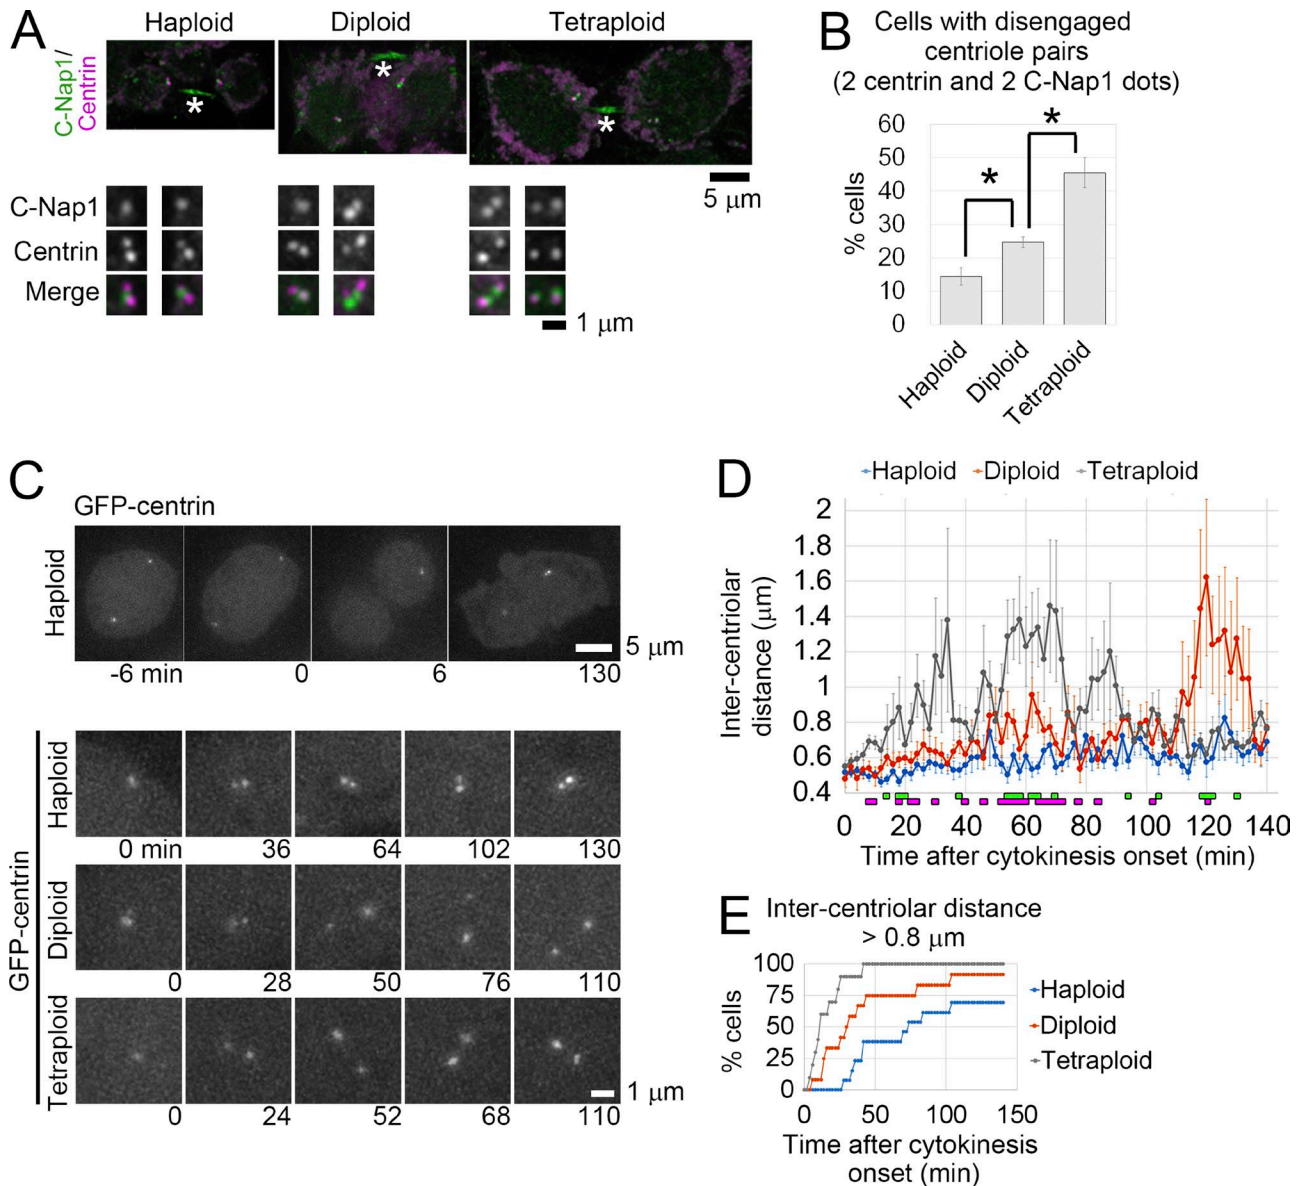 A
Haploid
Diploid
Tetraploid
C-Nap1/
Centrin
*
*
*
5 μm
C-Nap1
Centrin
Merge
1 μm
B
Cells with disengaged
centriole pairs
(2 centrin and 2 C-Nap1 dots)
% cells
60
50
40
30
20
10
0
*
*
Haploid
Diploid
Tetraploid
C
GFP-centrin
Haploid
5 μm
-6 min
0
6
130
GFP-centrin
Haploid
0 min
36
64
102
130
Diploid
0
28
50
76
110
Tetraploid
1 μm
0
24
52
68
110
D
Haploid
Diploid
Tetraploid
Inter-centriolar
distance (μm)
2
1.8
1.6
1.4
1.2
1
0.8
0.6
0.4
0
20
40
60
80
100
120
140
Time after cytokinesis onset (min)
E
Inter-centriolar distance
> 0.8 μm
% cells
100
75
50
25
0
0
50
100
150
Haploid
Diploid
Tetraploid
Time after cytokinesis
onset (min)